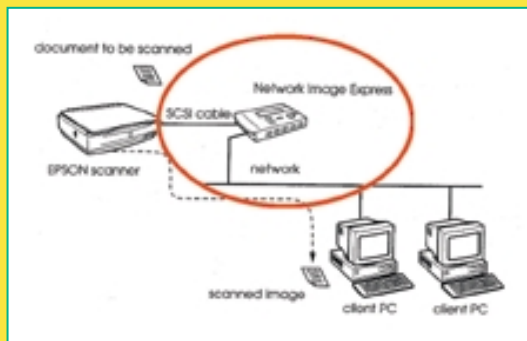 document to be scanned
Network Image Express
SCSI cable
EPSON scanner
network
scanned image
client PC
client PC